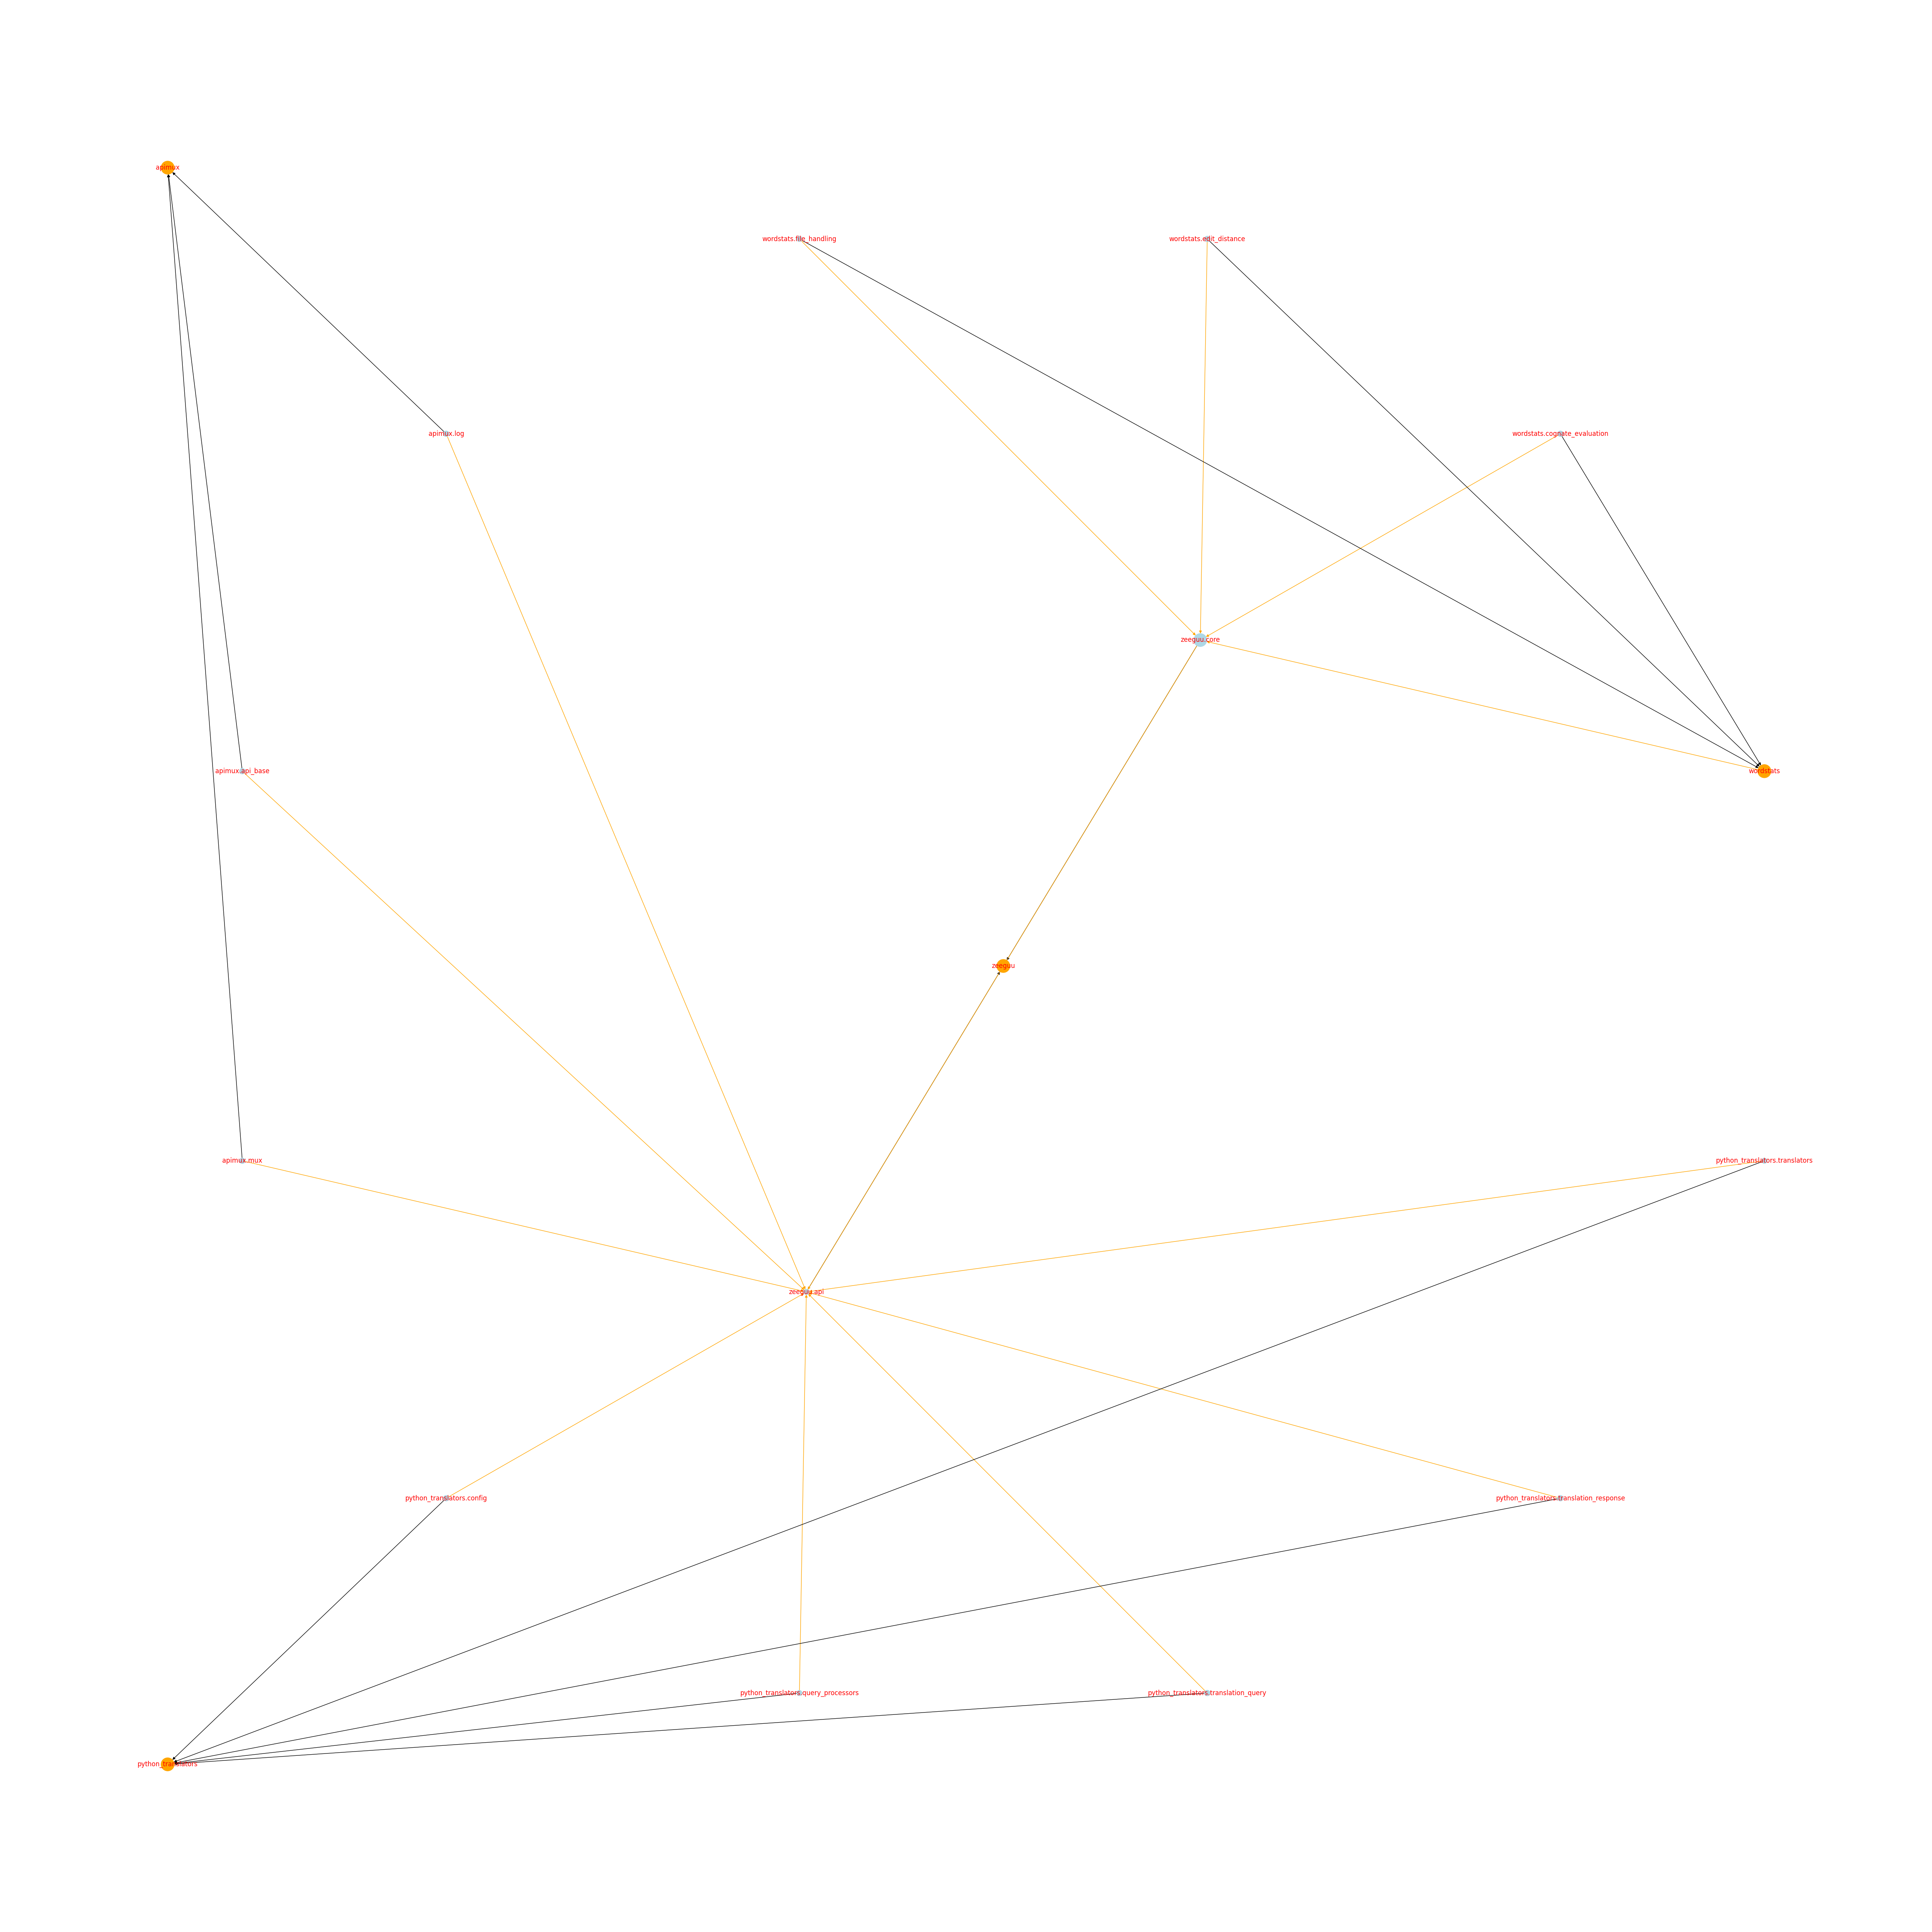 apimux
wordstats.file_handling
wordstats.edit_distance
apimux.log
wordstats.cognate_evaluation
zeeguu.core
apimux.api_base
wordstats
zeeguu
apimux.mux
python_translators.translators
zeeguu.api
python_translators.config
python_translators.translation_response
python_translators.query_processors
python_translators.translation_query
python_translators